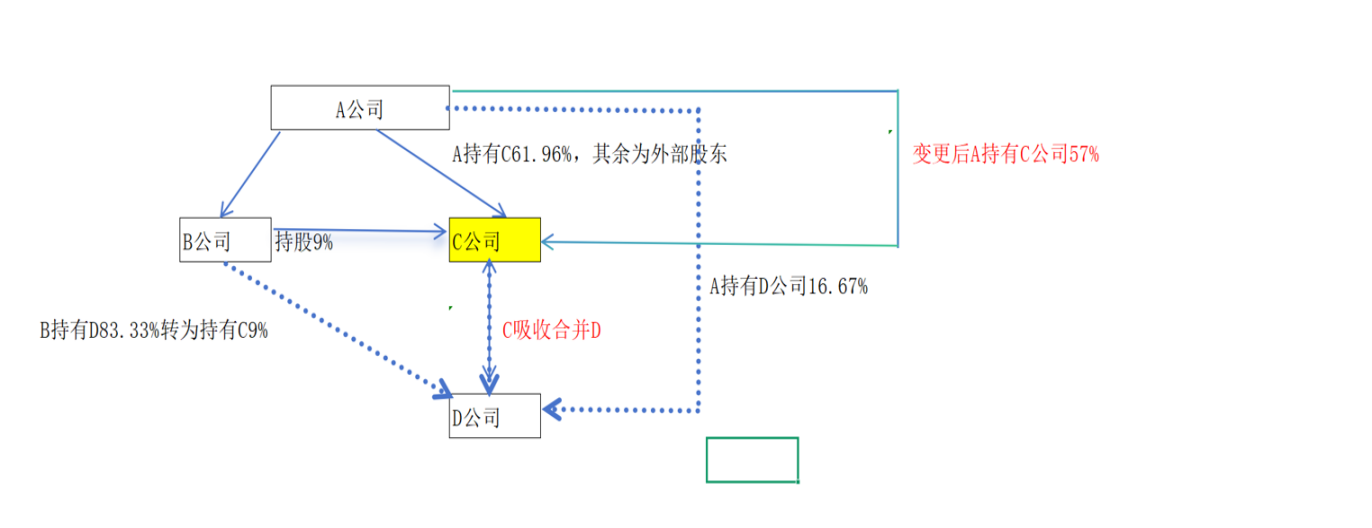 A公司
A持有C61.96%，其余为外部股东
变更后A持有C公司57%
B公司
持股9%
C公司
A持有D公司16.67%
B持有D83.33%转为持有C9%
C吸收合并D
D公司